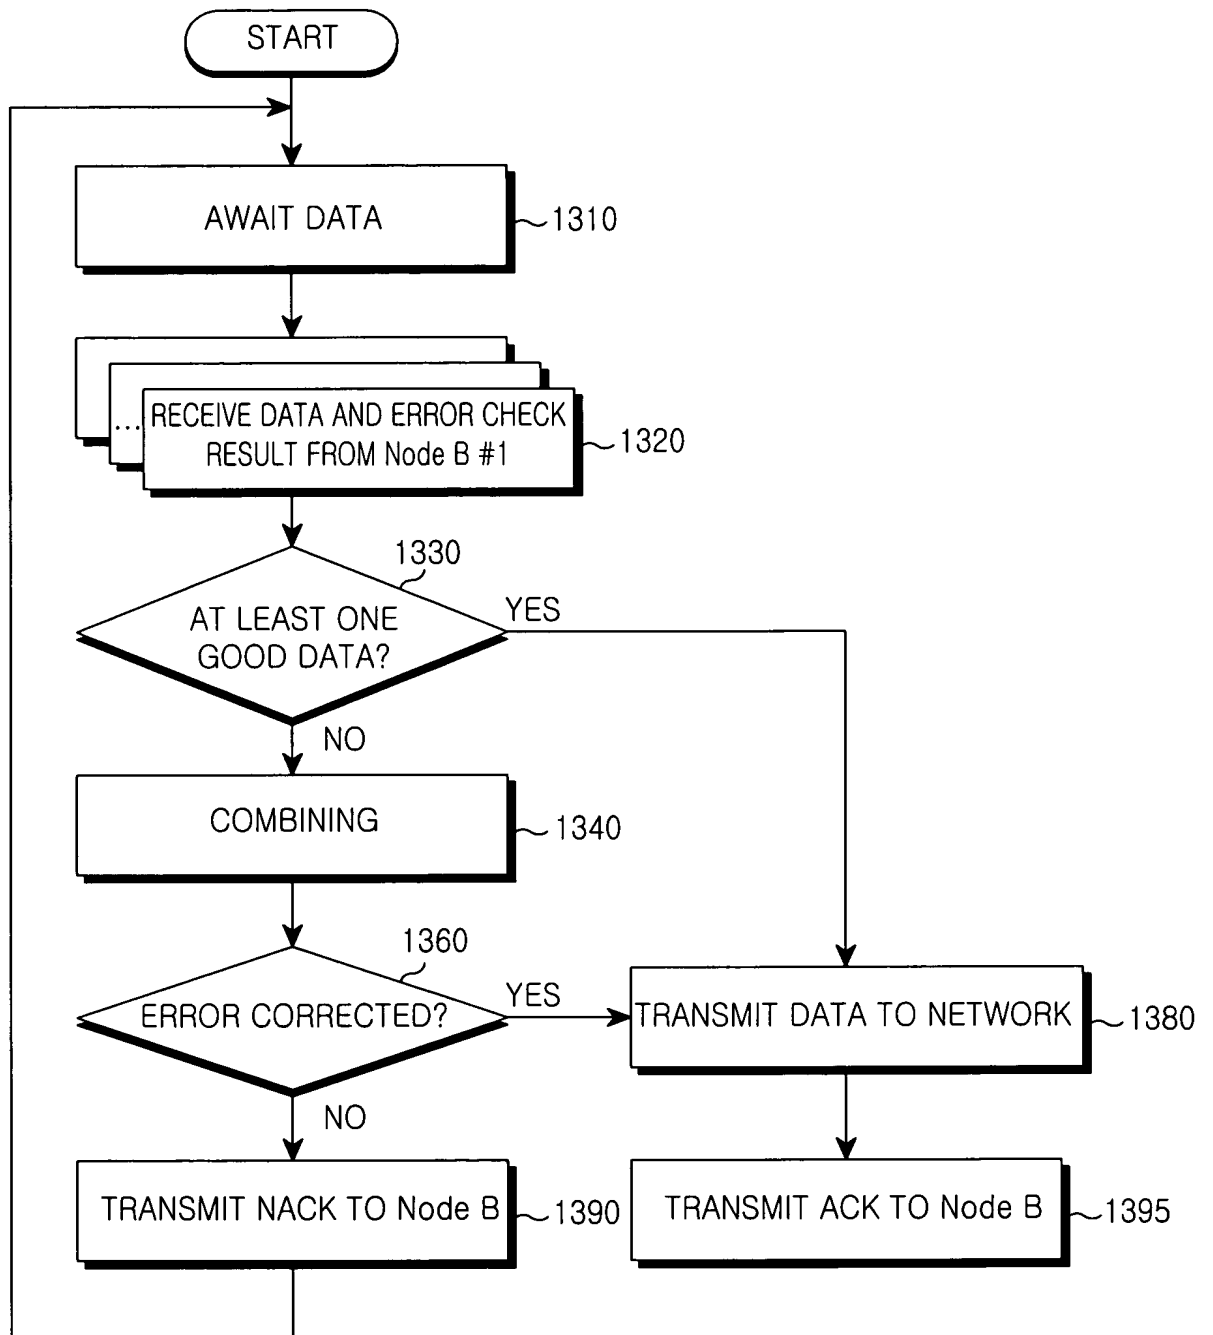 START
AWAIT DATA
1310
... RECEIVE DATA AND ERROR CHECK
RESULT FROM Node B #1
1320
1330
AT LEAST ONE
GOOD DATA?
YES
NO
COMBINING
1340
1360
ERROR CORRECTED?
YES
TRANSMIT DATA TO NETWORK
1380
NO
TRANSMIT NACK TO Node B
1390
TRANSMIT ACK TO Node B
1395